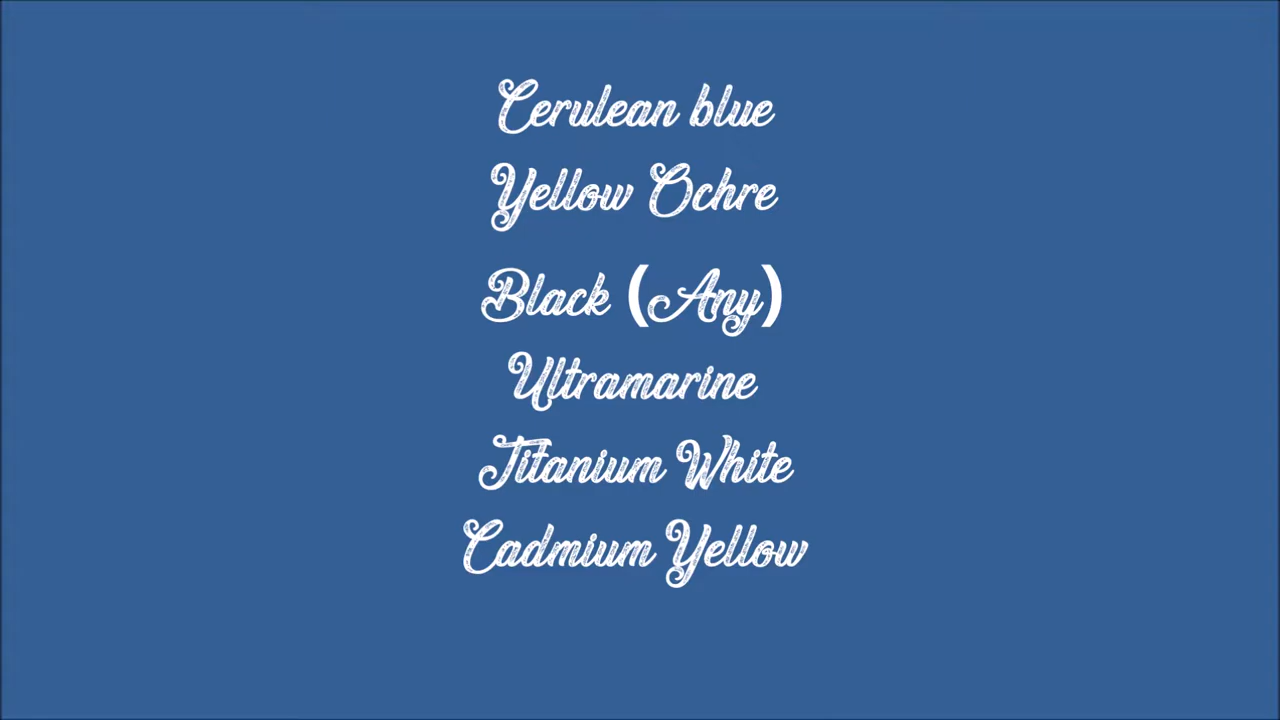 Cerulean blue
Yellow Ochre
Black (Any)
Ultramarine
Titanium White
Cadmium Yellow